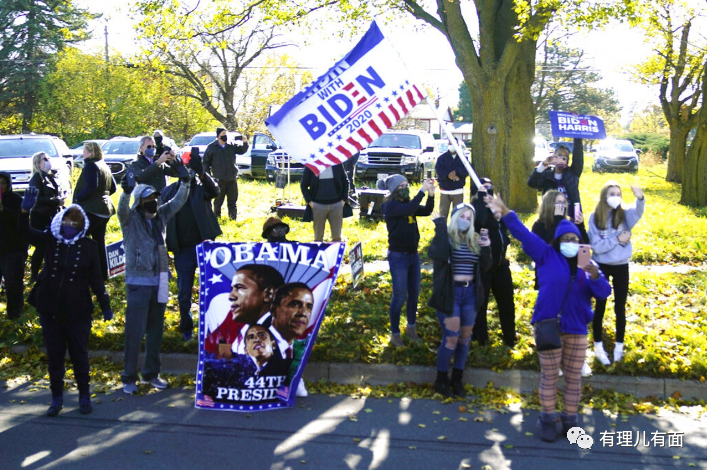 WITH
BIDEN
2020
BIDEN
HARRIS
OBAMA
44TH
PRESID
有理儿有面